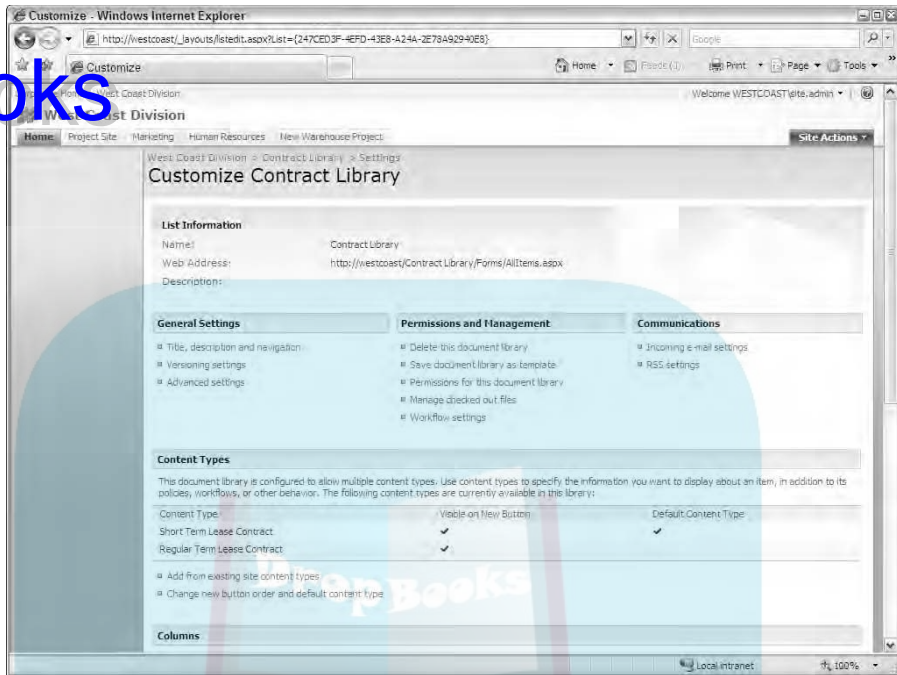 Customize - Windows Internet Explorer
http://westcoast/_layouts/listedit.aspx?List={247CED3F-4EFD-43E8-A24A-2E78A92940E8}
Google
Customize
Home
Feeds (1)
Print
Page
Tools
»
oks
West Coast Division
Welcome WESTCOAST\site.admin
West Coast Division
Home Project Site Marketing Human Resources New Warehouse Project
Site Actions
West Coast Division > Contract Library > Settings
Customize Contract Library
List Information
Name: Contract Library
Web Address: http://westcoast/Contract Library/Forms/AllItems.aspx
Description:
General Settings
Title, description and navigation
Versioning settings
Advanced settings
Permissions and Management
Delete this document library
Save document library as template
Permissions for this document library
Manage checked out files
Workflow settings
Communications
Incoming e-mail settings
RSS settings
Content Types
This document library is configured to allow multiple content types. Use content types to specify the information you want to display about an item, in addition to its
policies, workflows, or other behavior. The following content types are currently available in this library:
Content Type Visible on New Button Default Content Type
Short Term Lease Contract ✔ ✔
Regular Term Lease Contract ✔
Add from existing site content types
Change new button order and default content type
DropBooks
Columns
Local intranet
100%